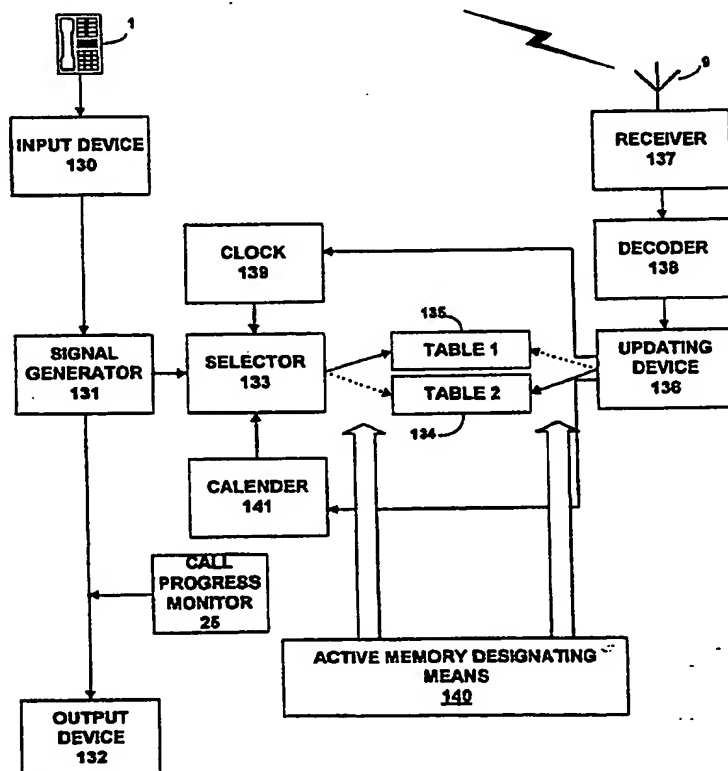 1
9
INPUT DEVICE
130
RECEIVER
137
CLOCK
139
DECODER
138
SIGNAL
GENERATOR
131
SELECTOR
133
135
TABLE 1
TABLE 2
134
UPDATING
DEVICE
136
CALENDER
141
CALL
PROGRESS
MONITOR
25
ACTIVE MEMORY DESIGNATING
MEANS
140
OUTPUT
DEVICE
132